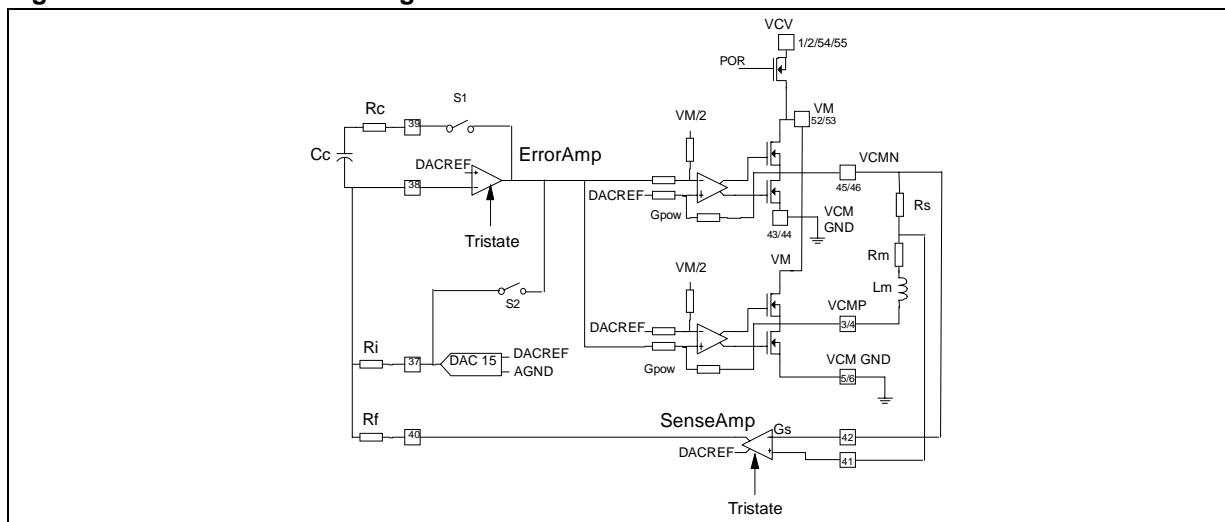 VCV
1/2/54/55
POR
S1
VM
52/53
Rc
39
VM/2
Cc
DACREF
ErrorAmp
VCMN
38
DACREF
45/46
Rs
Gpow
VCM
GND
43/44
Tristate
Rm
VM/2
VM
Lm
S2
VCMP
DACREF
3/4
Ri
37
DAC 15
DACREF
AGND
Gpow
VCM GND
5/6
Rf
SenseAmp
40
Gs
42
DACREF
41
Tristate